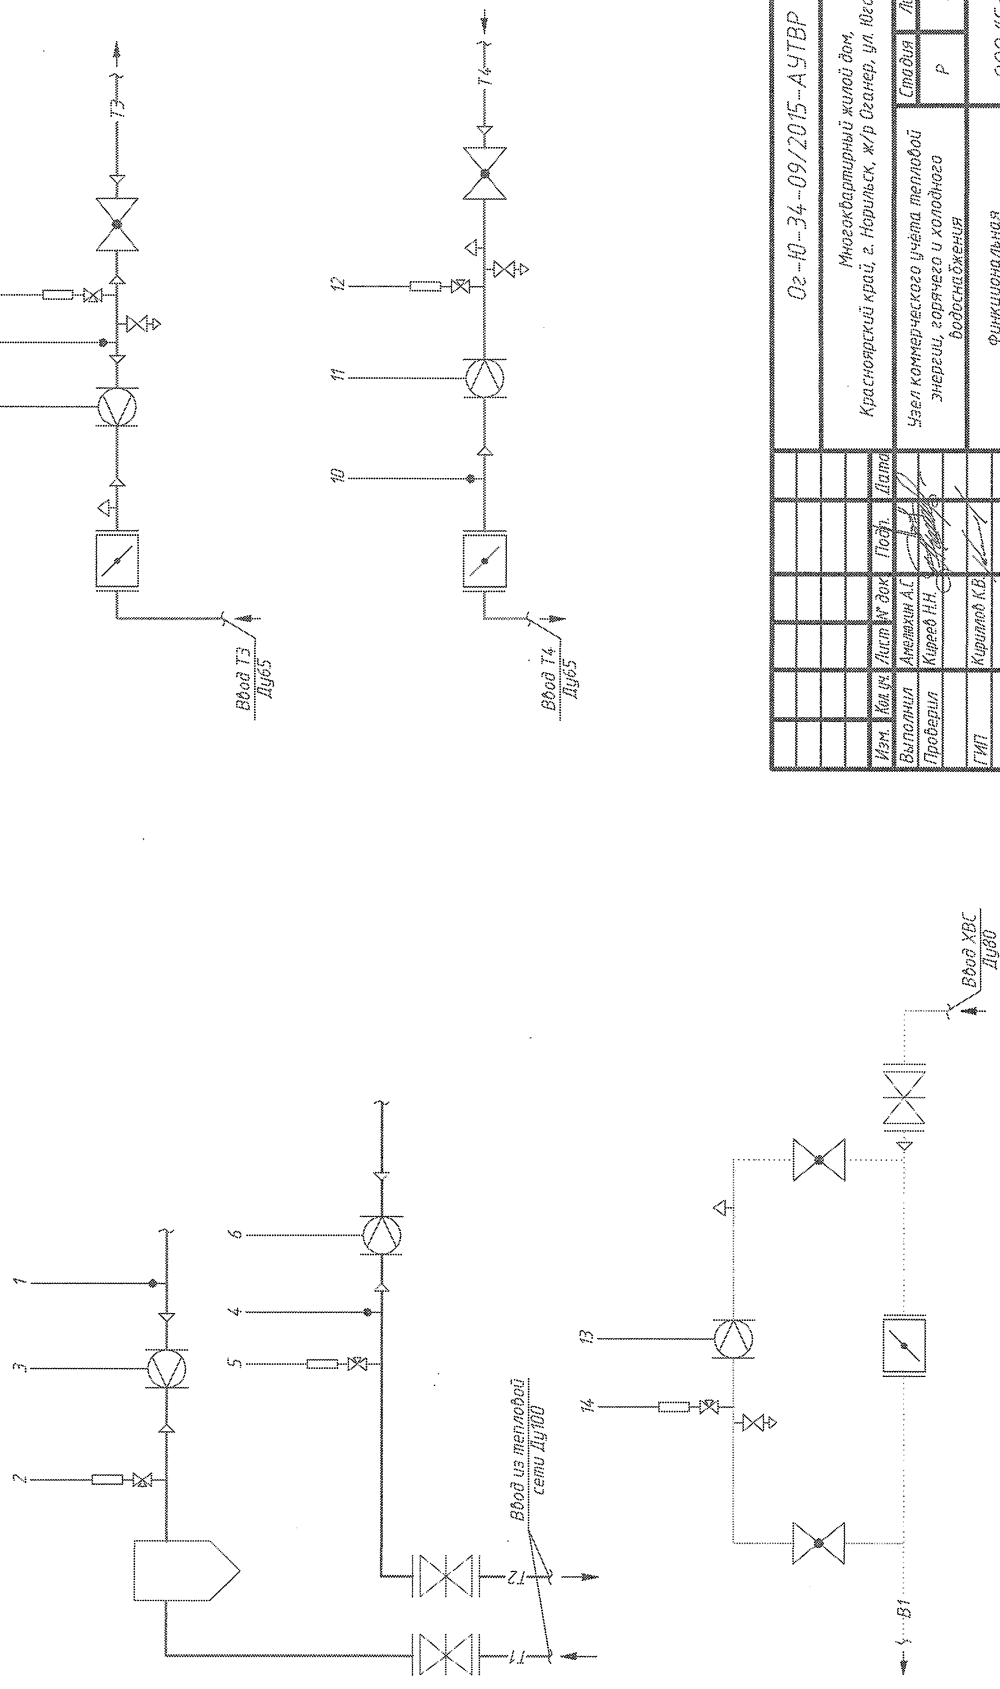 1
3
2
6
4
5
Т1
Т2
Ввод из тепловой
сети Ду100
13
14
В1
Ввод ХВС
Ду80
Т3
Ввод Т3
Ду65
Т4
12
11
10
Ввод Т4
Ду65
Ог-Ю-34-09/2015-АУТВР
Многоквартирный жилой дом,
Красноярский край, г. Норильск, ж/р Оганер, ул. Югс
Изм. Кол.уч. Лист № док. Подп. Дата
Выполнил Амелюхин А.С.
Проверил Киреев Н.Н.
ГИП Кириллов К.В.
Узел коммерческого учёта тепловой
энергии, горячего и холодного
водоснабжения
Стадия
Р
Функциональная
ООО